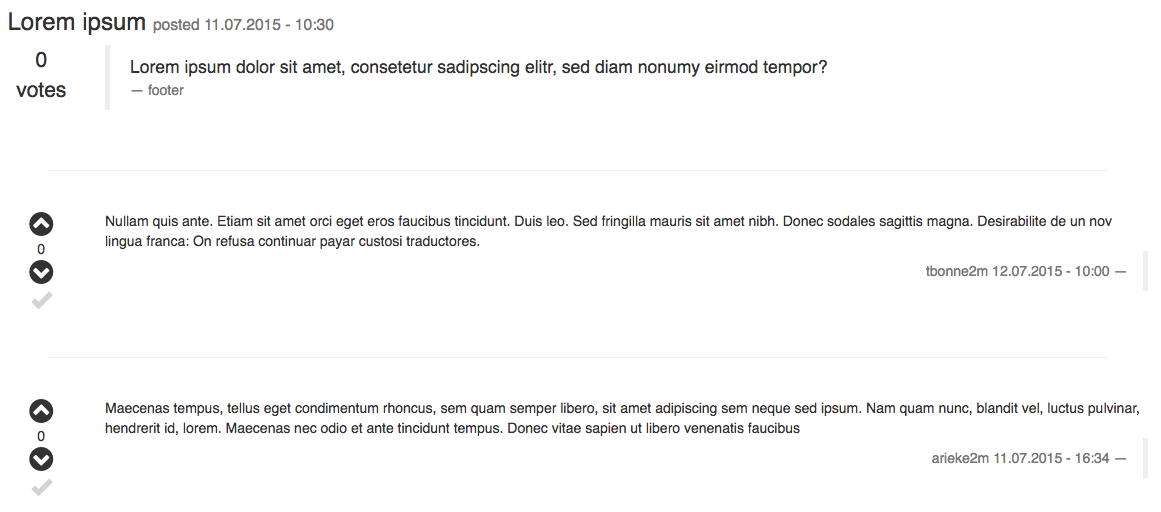 Lorem ipsum posted 11.07.2015 - 10:30
0
votes
Lorem ipsum dolor sit amet, consetetur sadipscing elitr, sed diam nonumy eirmod tempor?
— footer
Nullam quis ante. Etiam sit amet orci eget eros faucibus tincidunt. Duis leo. Sed fringilla mauris sit amet nibh. Donec sodales sagittis magna. Desirabilite de un nov
lingua franca: On refusa continuar payar custosi traductores.
0
tbonne2m 12.07.2015 - 10:00 —
Maecenas tempus, tellus eget condimentum rhoncus, sem quam semper libero, sit amet adipiscing sem neque sed ipsum. Nam quam nunc, blandit vel, luctus pulvinar,
hendrerit id, lorem. Maecenas nec odio et ante tincidunt tempus. Donec vitae sapien ut libero venenatis faucibus
0
arieke2m 11.07.2015 - 16:34 —